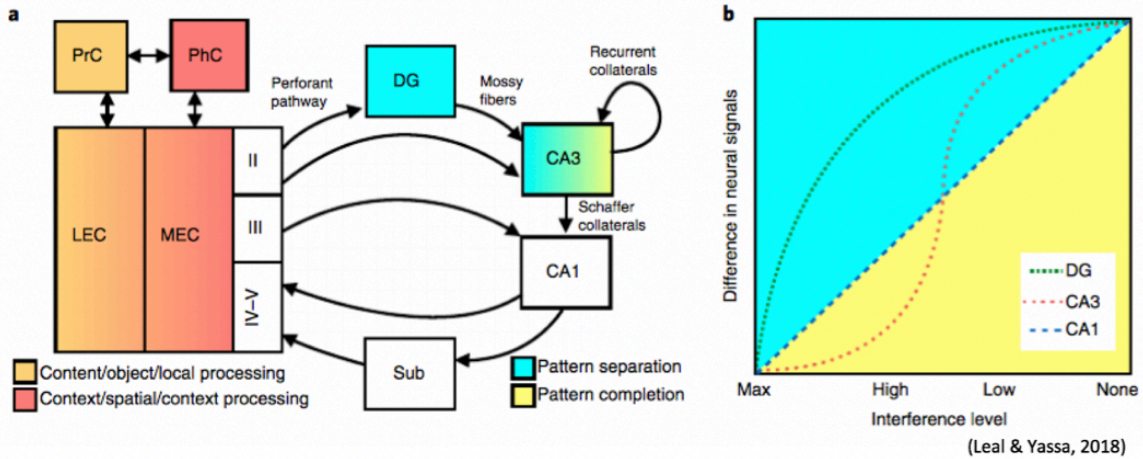 a
PrC
PhC
Perforant
pathway
DG
Mossy
fibers
Recurrent
collaterals
CA3
LEC
MEC
II
III
IV–V
Schaffer
collaterals
CA1
Sub
Content/object/local processing
Context/spatial/context processing
Pattern separation
Pattern completion
b
Difference in neural signals
DG
CA3
CA1
Max
High
Low
None
Interference level
(Leal & Yassa, 2018)